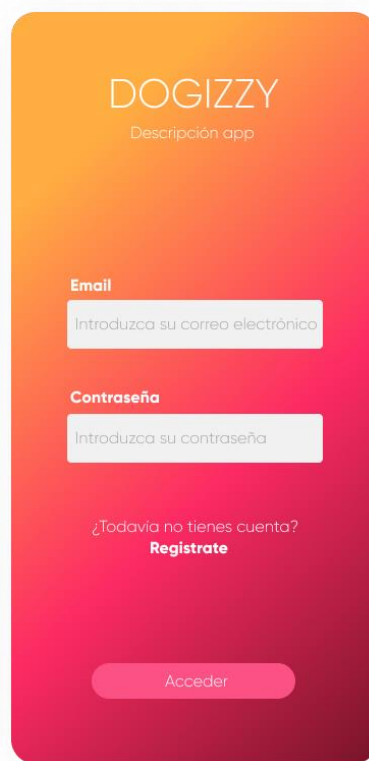 DOGIZZY
Descripción app
Email
Introduzca su correo electrónico
Contraseña
Introduzca su contraseña
¿Todavía no tienes cuenta?
Registrate
Acceder